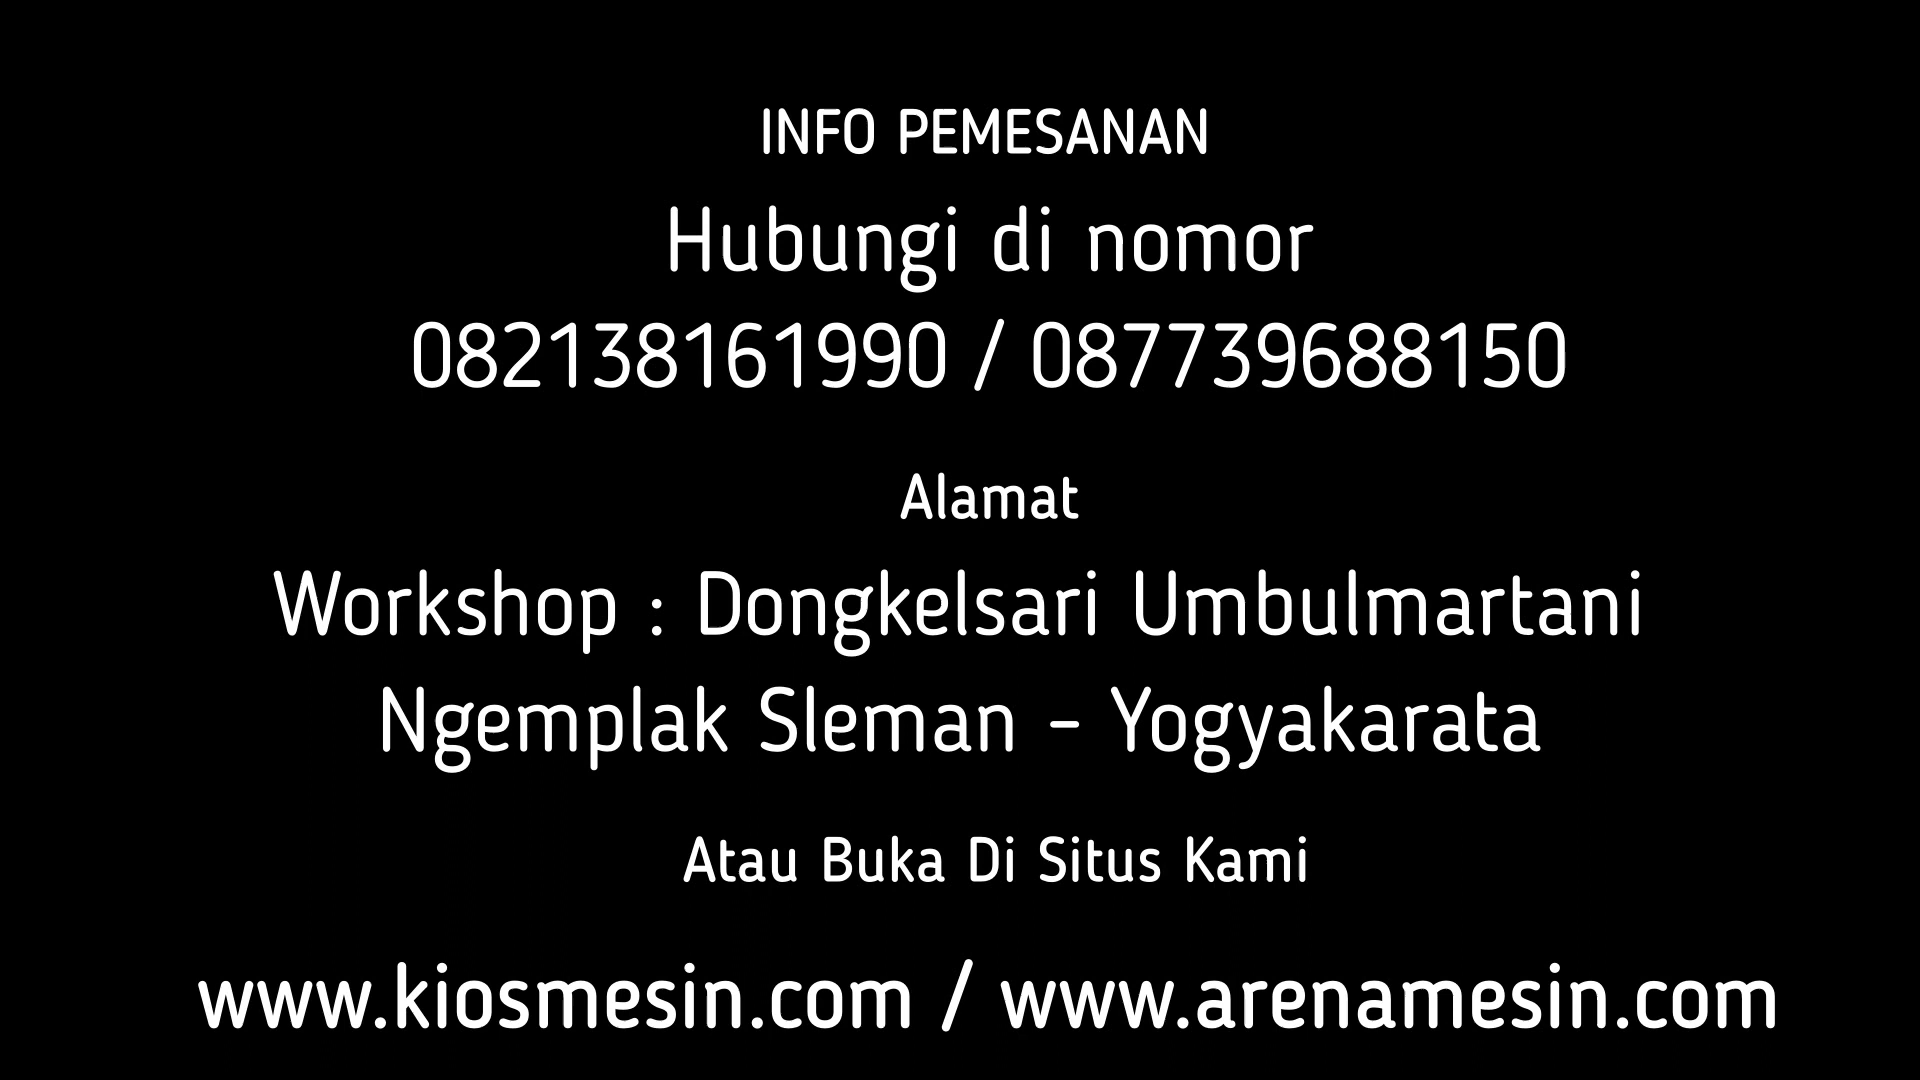 INFO PEMESANAN
Hubungi di nomor
082138161990 / 087739688150
Alamat
Workshop : Dongkelsari Umbulmartani
Ngemplak Sleman - Yogyakarata
Atau Buka Di Situs Kami
www.kiosmesin.com / www.arenamesin.com